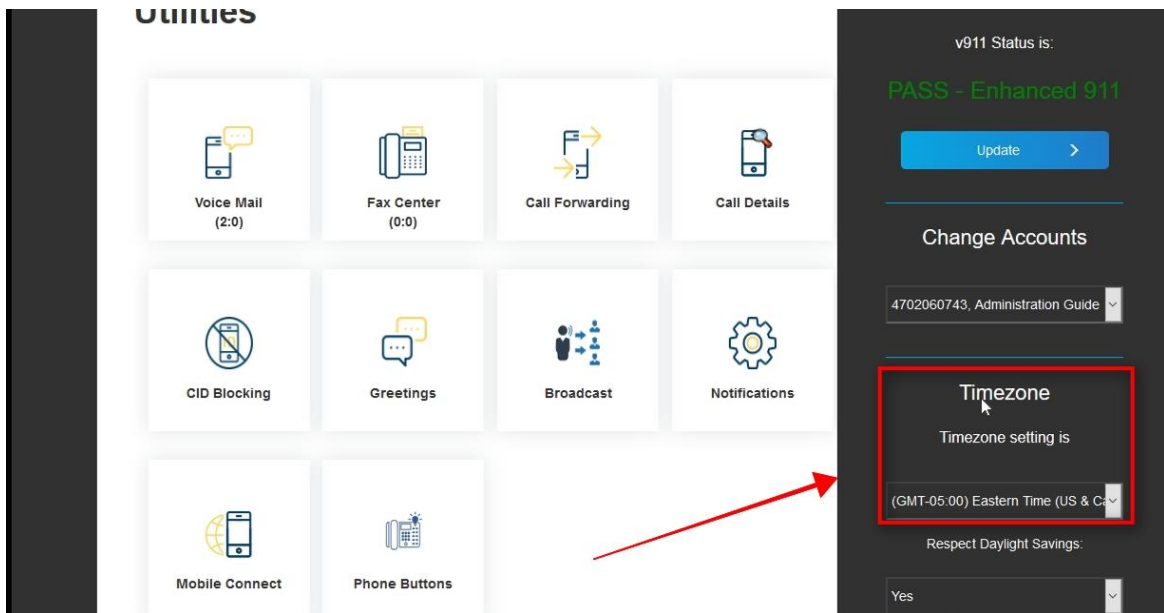 Utilities
Voice Mail
(2:0)
Fax Center
(0:0)
Call Forwarding
Call Details
CID Blocking
Greetings
Broadcast
Notifications
Mobile Connect
Phone Buttons
v911 Status is:
PASS - Enhanced 911
Update
Change Accounts
4702060743, Administration Guide
Timezone
Timezone setting is
(GMT-05:00) Eastern Time (US & Ca
Respect Daylight Savings:
Yes